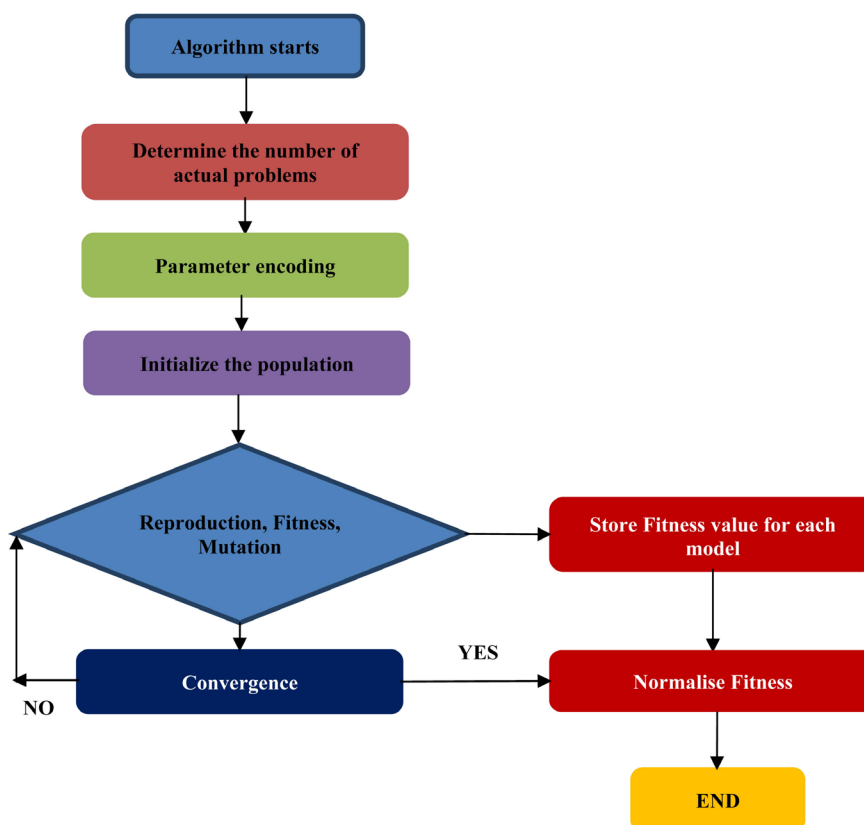 Algorithm starts
Determine the number of
actual problems
Parameter encoding
Initialize the population
Reproduction, Fitness,
Mutation
Store Fitness value for each
model
Convergence
YES
NO
Normalise Fitness
END